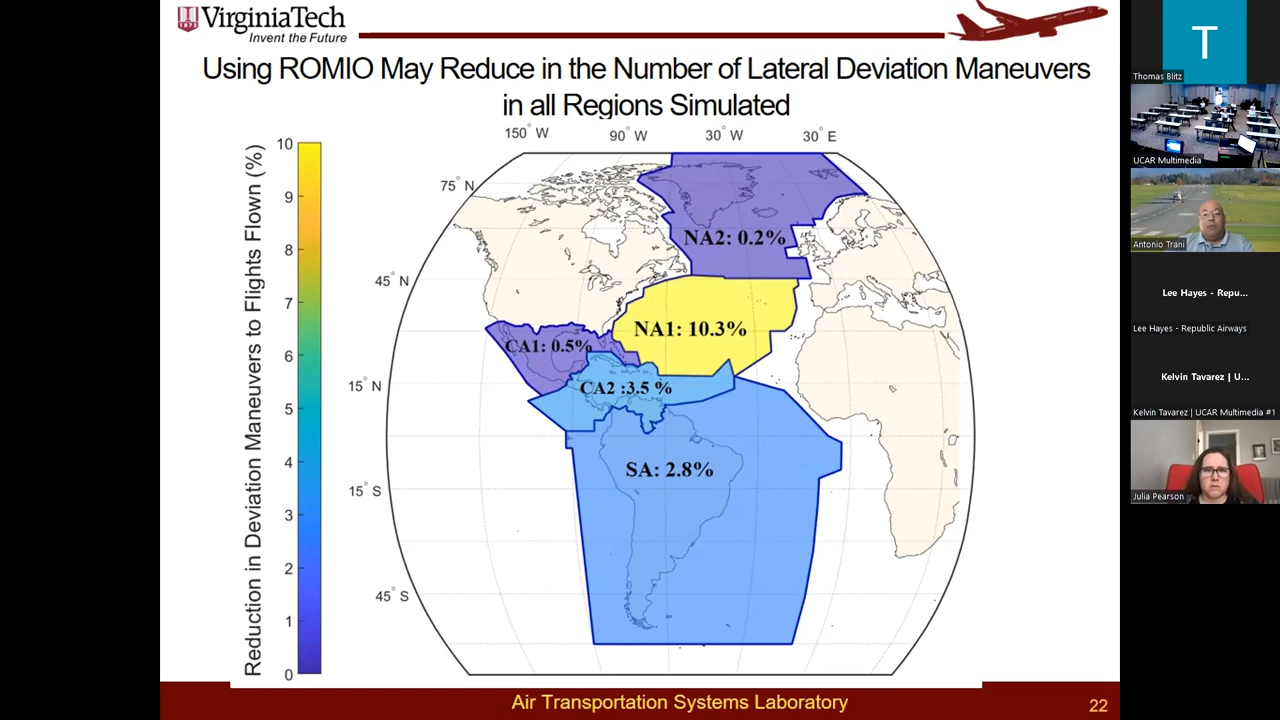 VirginiaTech
Invent the Future
Using ROMIO May Reduce in the Number of Lateral Deviation Maneuvers
in all Regions Simulated
Reduction in Deviation Maneuvers to Flights Flown (%)
10
9
8
7
6
5
4
3
2
1
0
150° W
90° W
30° W
30° E
75° N
45° N
15° N
15° S
45° S
NA2: 0.2%
NA1: 10.3%
CA1: 0.5%
CA2 :3.5 %
SA: 2.8%
Air Transportation Systems Laboratory
22
T
Thomas Blitz
UCAR Multimedia
Antonio Trani
Lee Hayes - Repu...
Lee Hayes - Republic Airways
Kelvin Tavarez | U...
Kelvin Tavarez | UCAR Multimedia #1
Julia Pearson